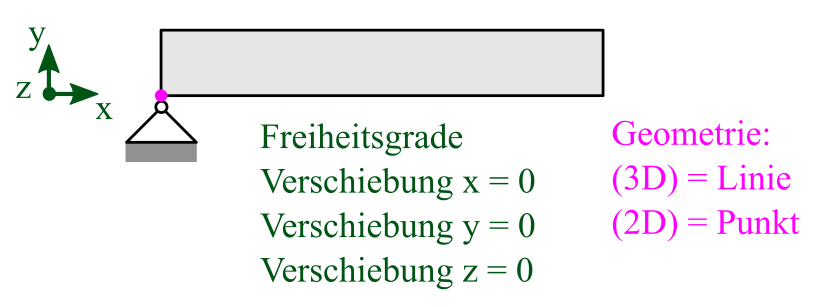 y
z
x
Freiheitsgrade
Verschiebung x = 0
Verschiebung y = 0
Verschiebung z = 0
Geometrie:
(3D) = Linie
(2D) = Punkt